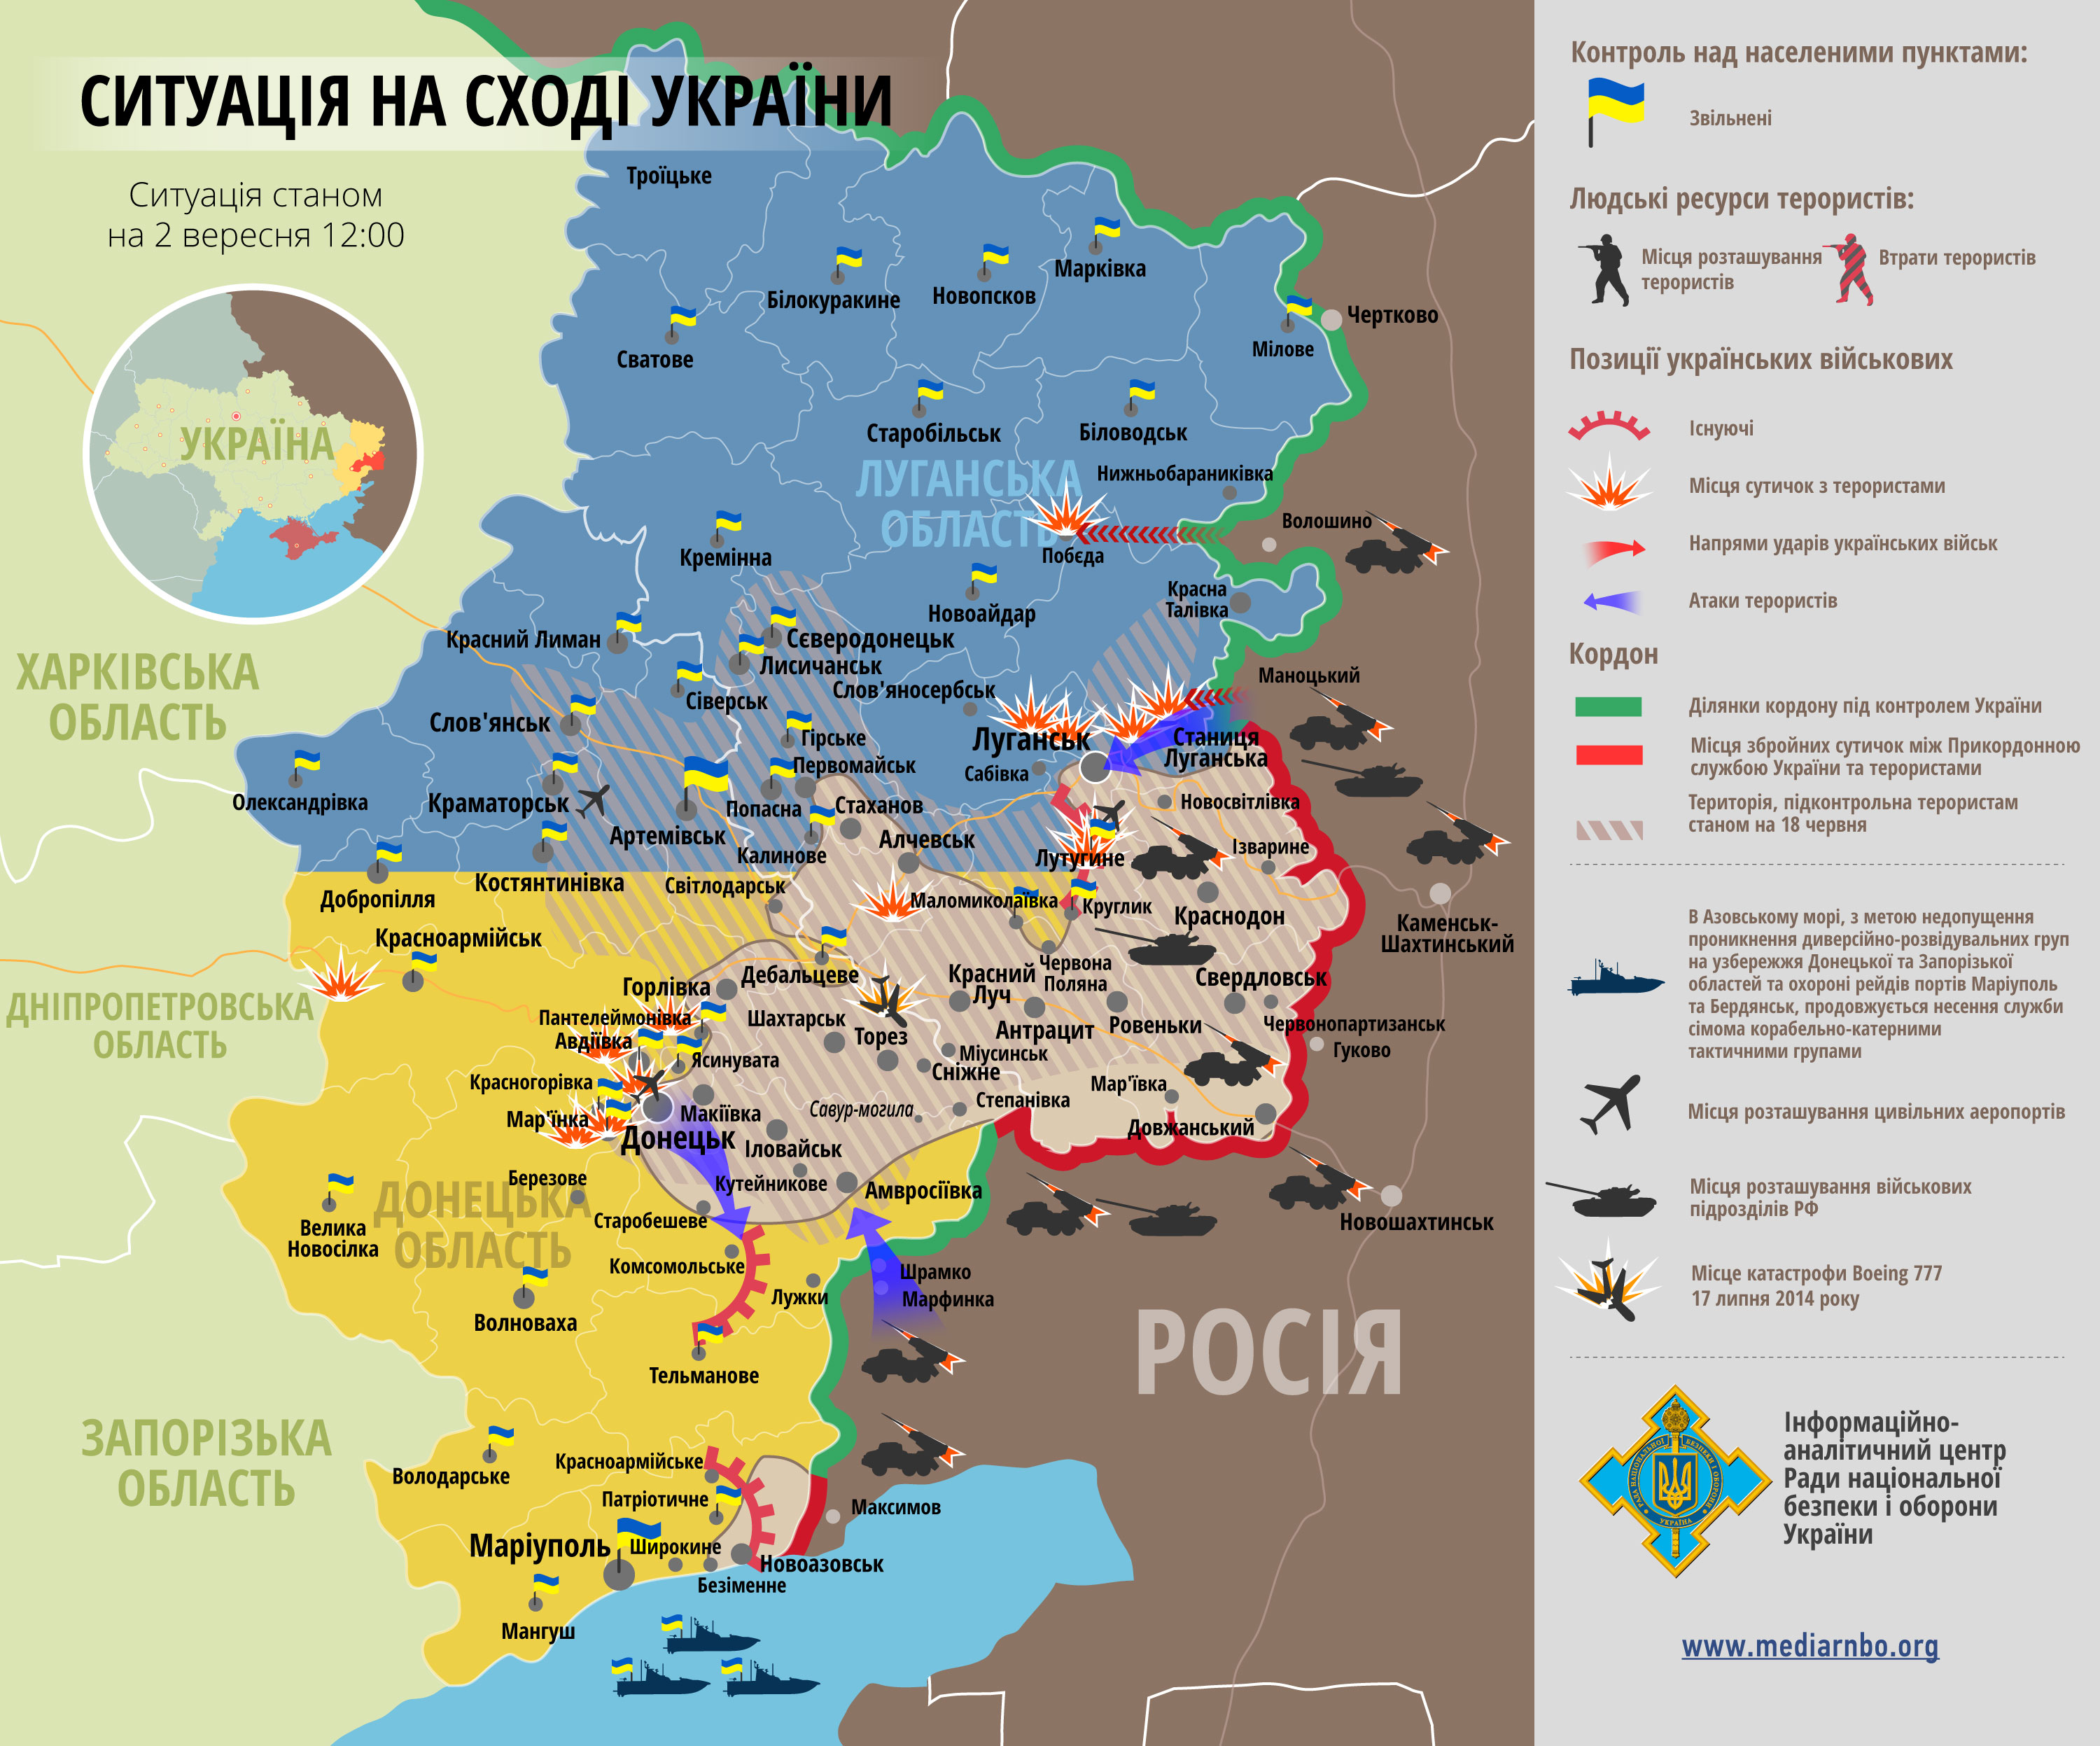 СИТУАЦІЯ НА СХОДІ УКРАЇНИ
Ситуація станом
на 2 вересня 12:00
УКРАЇНА
ХАРКІВСЬКА
ОБЛАСТЬ
ДНІПРОПЕТРОВСЬКА
ОБЛАСТЬ
ЗАПОРІЗЬКА
ОБЛАСТЬ
ЛУГАНСЬКА
ОБЛАСТЬ
ДОНЕЦЬКА
ОБЛАСТЬ
РОСІЯ
Троїцьке
Білокуракине
Новопсков
Марківка
Сватове
Мілове
Чертково
Старобільськ
Біловодськ
Нижньобараниківка
Волошино
Кремінна
Побєда
Новоайдар
Красна
Талівка
Красний Лиман
Сєверодонецьк
Лисичанськ
Сіверськ
Слов'яносербськ
Маноцький
Слов'янськ
Гірське
Луганськ
Станиця
Луганська
Первомайськ
Сабівка
Олександрівка
Краматорськ
Попасна
Стаханов
Новосвітлівка
Артемівськ
Калинове
Алчевськ
Лутугине
Ізварине
Костянтинівка
Світлодарськ
Добропілля
Маломиколаївка
Круглик
Краснодон
Каменськ-
Шахтинський
Красноармійськ
Дебальцеве
Червона
Поляна
Красний
Луч
Свердловськ
Горлівка
Пантелеймонівка
Шахтарськ
Торез
Антрацит
Ровеньки
Червонопартизанськ
Гуково
Авдіївка
Ясинувата
Міусинськ
Сніжне
Красногорівка
Мар'ївка
Мар'їнка
Макіївка
Савур-могила
Степанівка
Довжанський
Донецьк
Іловайськ
Березове
Кутейникове
Амвросіївка
Велика
Новосілка
Старобешеве
Новошахтинськ
Комсомольське
Шрамко
Лужки
Марфинка
Волноваха
Тельманове
Володарське
Красноармійське
Патріотичне
Максимов
Маріуполь
Широкине
Новоазовськ
Безіменне
Мангуш
Контроль над населеними пунктами:
Звільнені
Людські ресурси терористів:
Місця розташування
терористів
Втрати терористів
Позиції українських військових
Існуючі
Місця сутичок з терористами
Напрями ударів українських військ
Атаки терористів
Кордон
Ділянки кордону під контролем України
Місця збройних сутичок між Прикордонною
службою України та терористами
Територія, підконтрольна терористам
станом на 18 червня
В Азовському морі, з метою недопущення
проникнення диверсійно-розвідувальних груп
на узбережжя Донецької та Запорізької
областей та охороні рейдів портів Маріуполь
та Бердянськ, продовжується несення служби
сімома корабельно-катерними
тактичними групами
Місця розташування цивільних аеропортів
Місця розташування військових
підрозділів РФ
Місце катастрофи Boeing 777
17 липня 2014 року
Інформаційно-
аналітичний центр
Ради національної
безпеки і оборони
України
www.mediarnbo.org